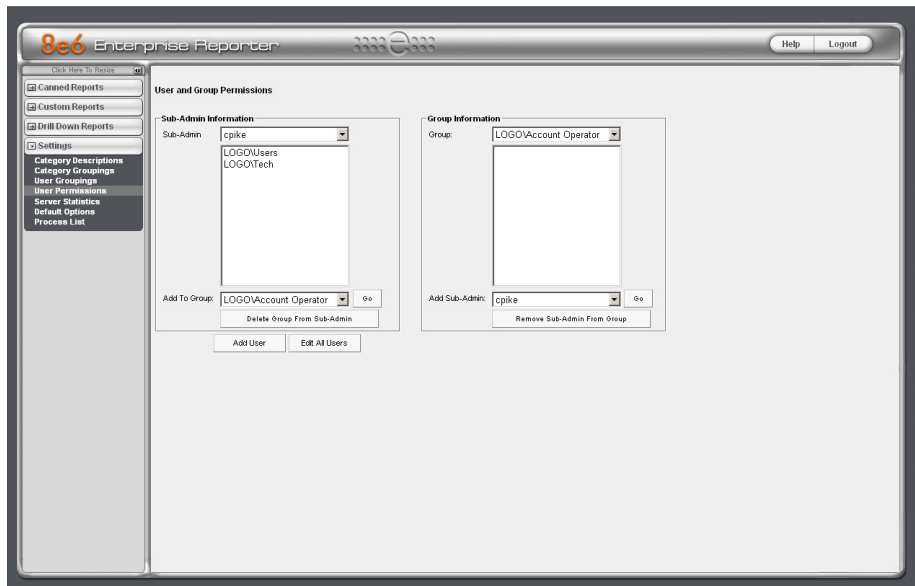 8e6 Enterprise Reporter
Help
Logout
Click Here To Resize
Canned Reports
Custom Reports
Drill Down Reports
Settings
Category Descriptions
Category Groupings
User Groupings
User Permissions
Server Statistics
Default Options
Process List
User and Group Permissions
Sub-Admin Information
Sub-Admin
cpike
LOGO\Users
LOGO\Tech
Add To Group:
LOGO\Account Operator
Go
Delete Group From Sub-Admin
Add User
Edit All Users
Group Information
Group:
LOGO\Account Operator
Add Sub-Admin:
cpike
Go
Remove Sub-Admin From Group